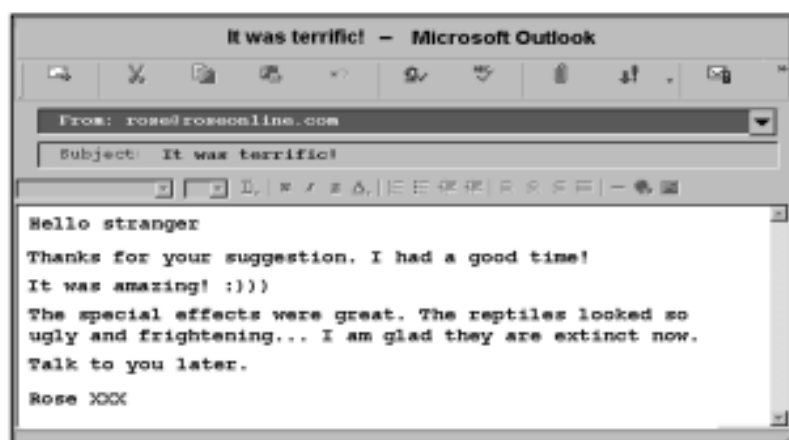 It was terrific! – Microsoft Outlook
From: rose@roseonline.com
Subject: It was terrific!
Hello stranger
Thanks for your suggestion. I had a good time!
It was amazing! :)))
The special effects were great. The reptiles looked so
ugly and frightening... I am glad they are extinct now.
Talk to you later.
Rose XXX